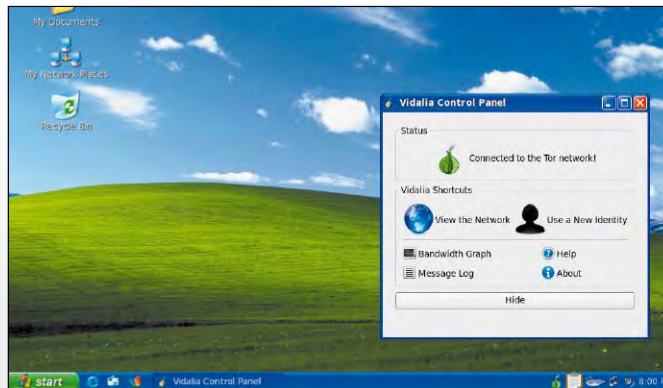 My Documents
My Network Places
Recycle Bin
Vidalia Control Panel
Status
Connected to the Tor network!
Vidalia Shortcuts
View the Network
Use a New Identity
Bandwidth Graph
Help
Message Log
About
Hide
start
Vidalia Control Panel
8:00